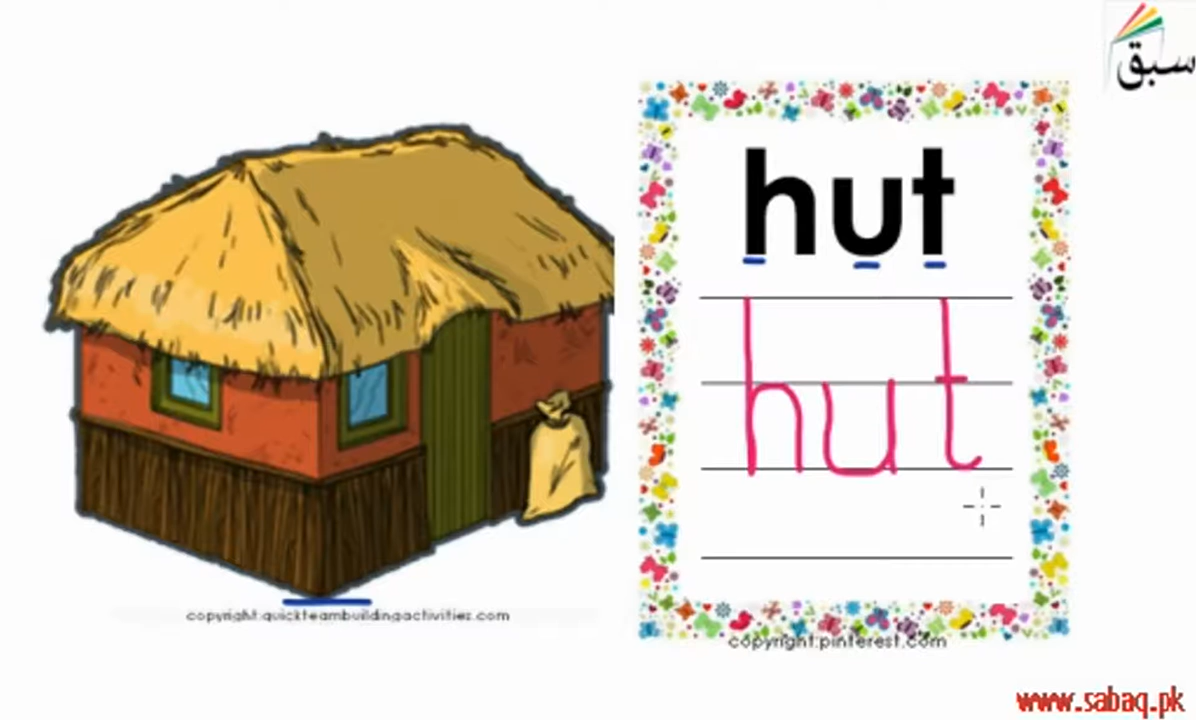 سبق
hut
hut
copyright:quickteambuildingactivities.com
copyright:pinterest.com
www.sabaq.pk